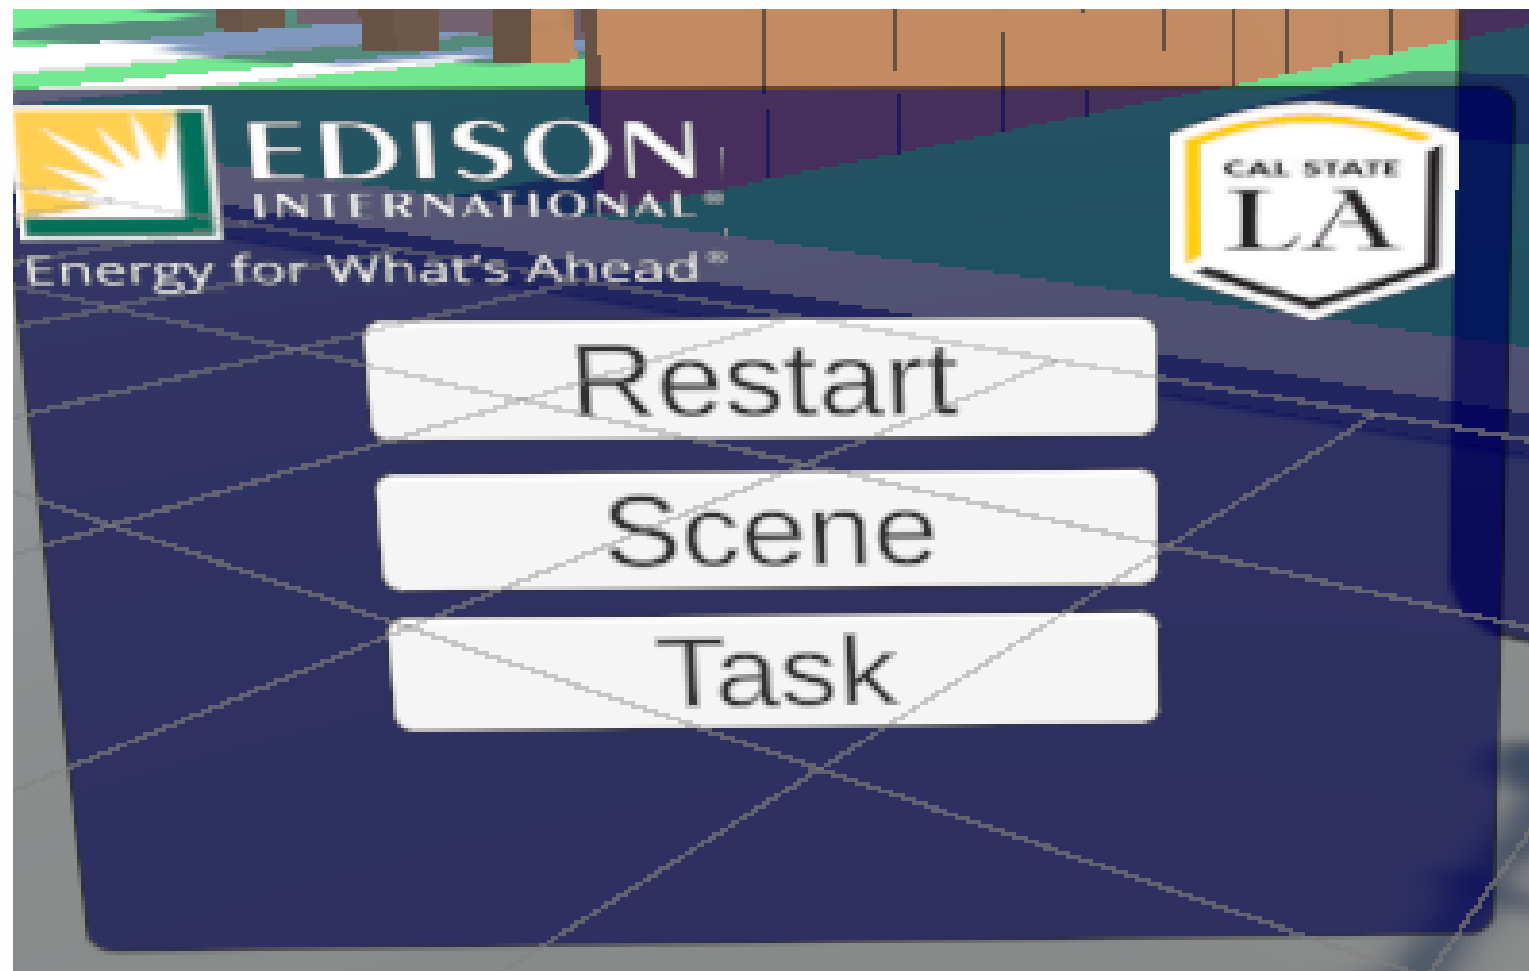 EDISON
INTERNATIONAL®
Energy for What's Ahead®
CAL STATE
LA
Restart
Scene
Task